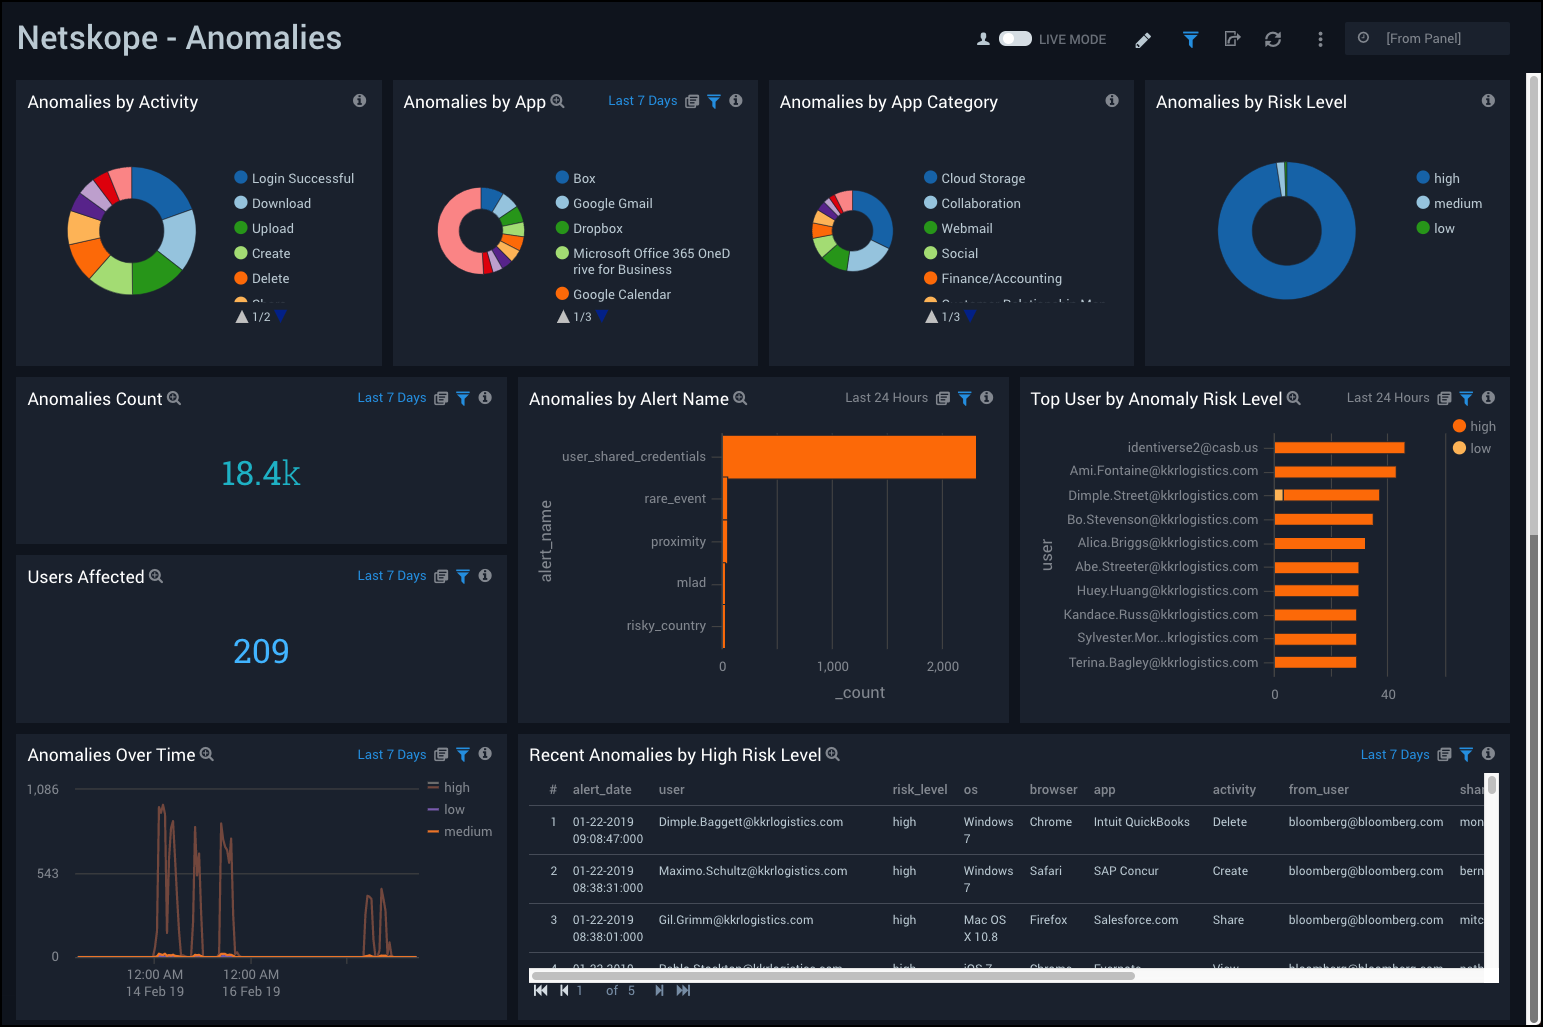 Netskope - Anomalies
LIVE MODE
[From Panel]
Anomalies by Activity
Login Successful
Download
Upload
Create
Delete
1/2
Anomalies by App
Last 7 Days
Box
Google Gmail
Dropbox
Microsoft Office 365 OneD
rive for Business
Google Calendar
1/3
Anomalies by App Category
Cloud Storage
Collaboration
Webmail
Social
Finance/Accounting
1/3
Anomalies by Risk Level
high
medium
low
Anomalies Count
Last 7 Days
18.4k
Users Affected
Last 7 Days
209
Anomalies by Alert Name
Last 24 Hours
alert_name
user_shared_credentials
rare_event
proximity
mlad
risky_country
0 1,000 2,000
_count
Top User by Anomaly Risk Level
Last 24 Hours
high
low
user
identiverse2@casb.us
Ami.Fontaine@kkrlogistics.com
Dimple.Street@kkrlogistics.com
Bo.Stevenson@kkrlogistics.com
Alica.Briggs@kkrlogistics.com
Abe.Streeter@kkrlogistics.com
Huey.Huang@kkrlogistics.com
Kandace.Russ@kkrlogistics.com
Sylvester.Mor...krlogistics.com
Terina.Bagley@kkrlogistics.com
0 40
Anomalies Over Time
Last 7 Days
1,086
543
0
12:00 AM
14 Feb 19
12:00 AM
16 Feb 19
high
low
medium
Recent Anomalies by High Risk Level
Last 7 Days
# alert_date user risk_level os browser app activity from_user shar
1 01-22-2019 Dimple.Baggett@kkrlogistics.com high Windows Chrome Intuit QuickBooks Delete bloomberg@bloomberg.com mon
09:08:47:000 7
2 01-22-2019 Maximo.Schultz@kkrlogistics.com high Windows Safari SAP Concur Create bloomberg@bloomberg.com bern
08:38:31:000 7
3 01-22-2019 Gil.Grimm@kkrlogistics.com high Mac OS Firefox Salesforce.com Share bloomberg@bloomberg.com mitc
08:38:01:000 X 10.8
1 of 5